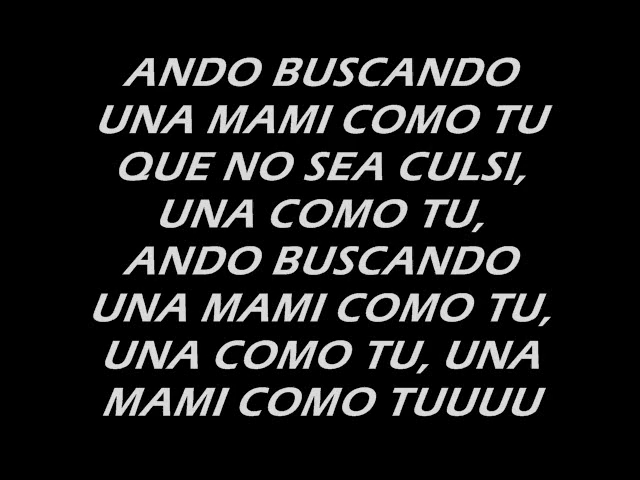 ANDO BUSCANDO
UNA MAMI COMO TU
QUE NO SEA CULSI,
UNA COMO TU,
ANDO BUSCANDO
UNA MAMI COMO TU,
UNA COMO TU, UNA
MAMI COMO TUUUU